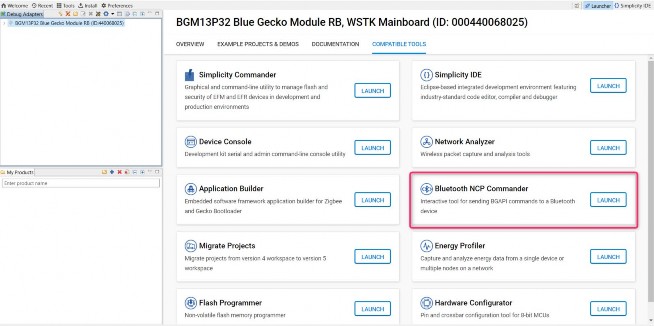 Welcome Recent Tools Install Preferences
Launcher Simplicity IDE
Debug Adapters
BGM13P32 Blue Gecko Module RB (ID:440068025)
BGM13P32 Blue Gecko Module RB, WSTK Mainboard (ID: 000440068025)
OVERVIEW EXAMPLE PROJECTS & DEMOS DOCUMENTATION COMPATIBLE TOOLS
Simplicity Commander
Graphical and command-line utility to manage flash and
security of EFM and EFR devices in development and
production environments
LAUNCH
Simplicity IDE
Eclipse-based integrated development environment featuring
industry-standard code editor, compiler and debugger
LAUNCH
Device Console
Development kit serial and admin command-line console utility
LAUNCH
Network Analyzer
Wireless packet capture and analysis tools
LAUNCH
My Products
Enter product name
Application Builder
Embedded software framework application builder for Zigbee
and Gecko Bootloader
LAUNCH
Bluetooth NCP Commander
Interactive tool for sending BGAPI commands to a Bluetooth
device
LAUNCH
Migrate Projects
Migrate projects from version 4 workspace to version 5
workspace
LAUNCH
Energy Profiler
Capture and analyze energy data from a single device or
multiple nodes on a network
LAUNCH
Flash Programmer
Non-volatile flash memory programmer
LAUNCH
Hardware Configurator
Pin and crossbar configuration tool for 8-bit MCUs
LAUNCH